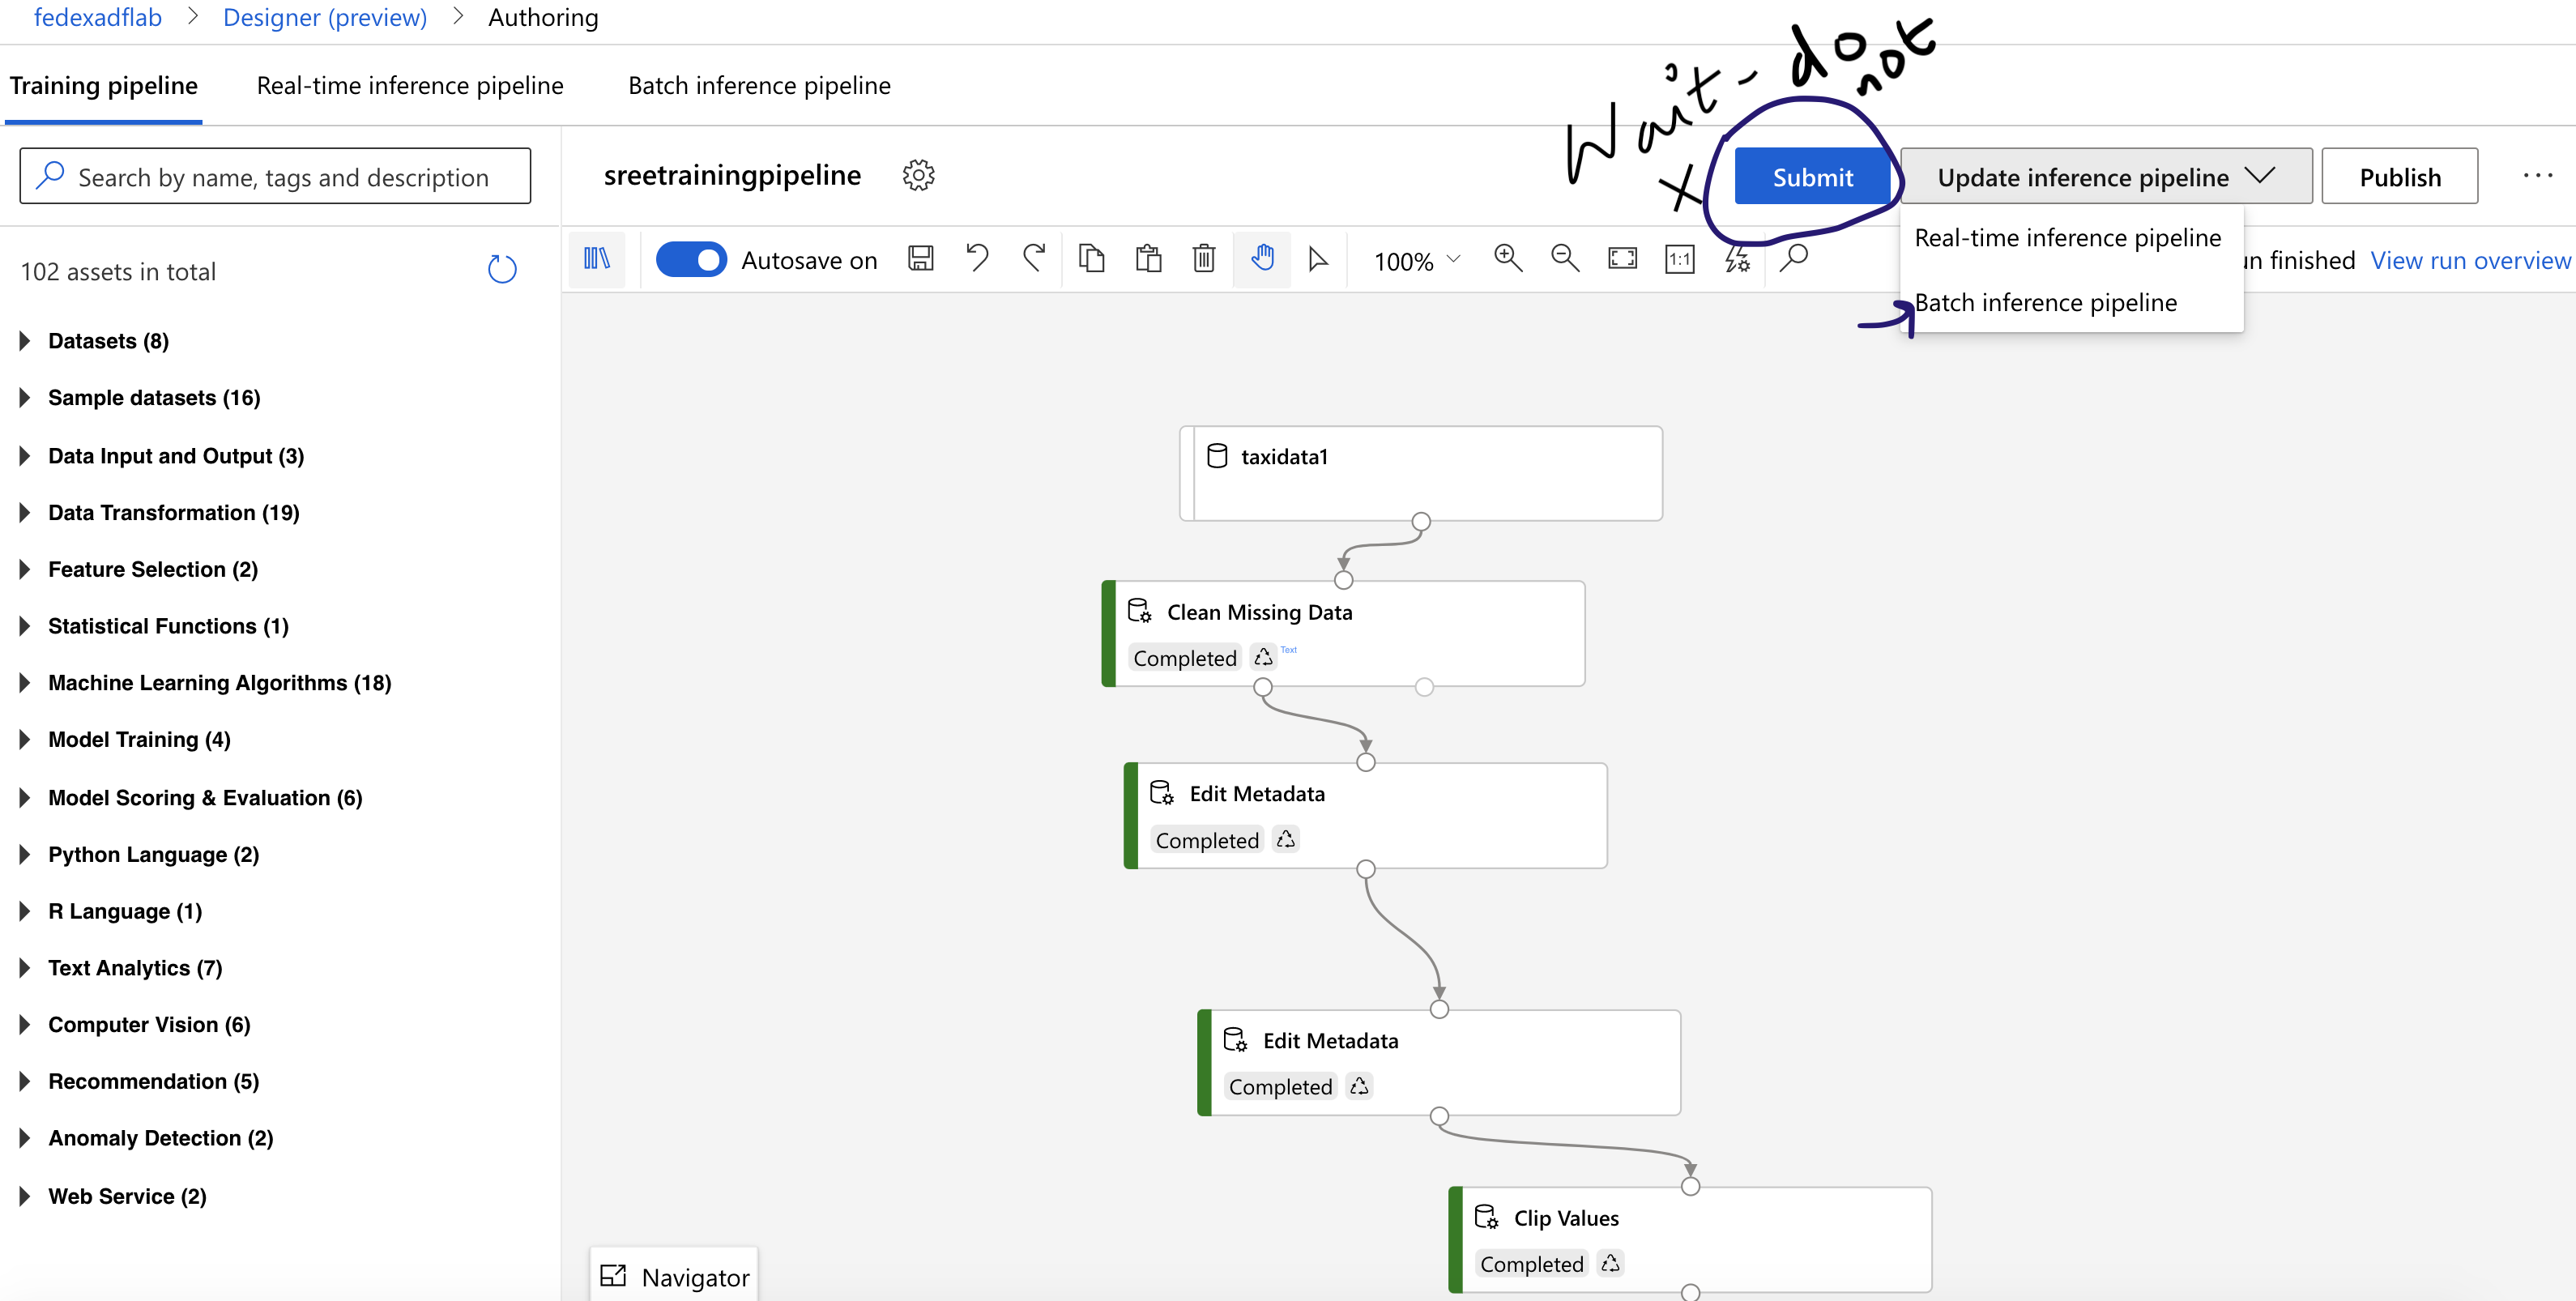 fedexadflab > Designer (preview) > Authoring
Training pipeline Real-time inference pipeline Batch inference pipeline
Wait - do not
Search by name, tags and description
sreetrainingpipeline
X
Submit Update inference pipeline Publish ...
Real-time inference pipeline
Batch inference pipeline
102 assets in total
Autosave on 100% 1:1
un finished View run overview
Datasets (8)
Sample datasets (16)
Data Input and Output (3)
Data Transformation (19)
Feature Selection (2)
Statistical Functions (1)
Machine Learning Algorithms (18)
Model Training (4)
Model Scoring & Evaluation (6)
Python Language (2)
R Language (1)
Text Analytics (7)
Computer Vision (6)
Recommendation (5)
Anomaly Detection (2)
Web Service (2)
taxidata1
Clean Missing Data
Completed Text
Edit Metadata
Completed
Edit Metadata
Completed
Clip Values
Completed
Navigator